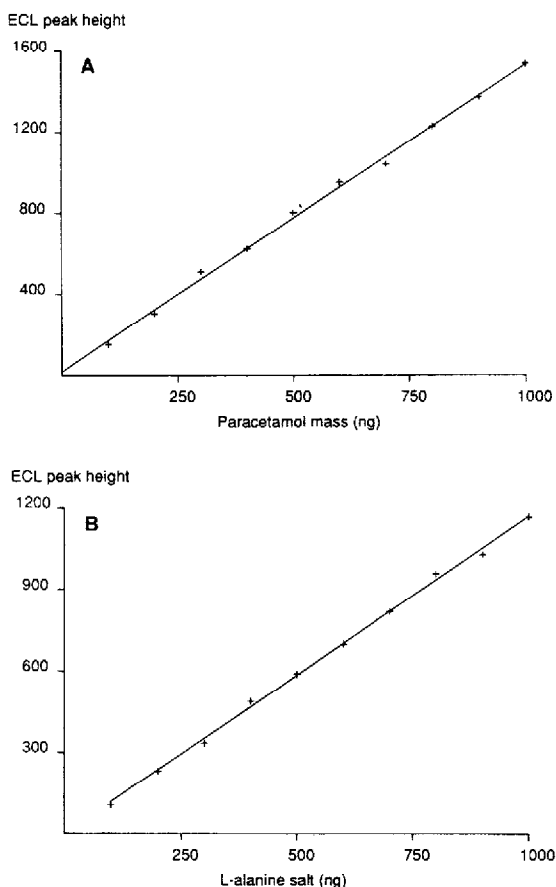 ECL peak height
1600
A
1200
800
400
250 500 750 1000
Paracetamol mass (ng)
ECL peak height
1200
B
900
600
300
250 500 750 1000
L-alanine salt (ng)